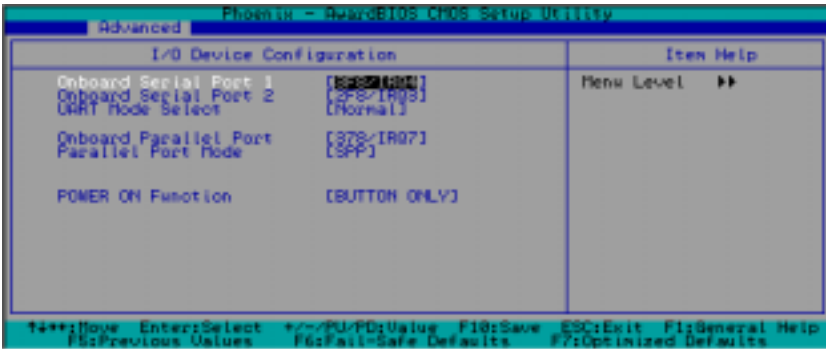 Phoenix - AwardBIOS CMOS Setup Utility
Advanced
I/O Device Configuration
Item Help
Onboard Serial Port 1 [3F8/IRQ4]
Menu Level ▶▶
Onboard Serial Port 2 [2F8/IRQ3]
UART Mode Select [Normal]
Onboard Parallel Port [378/IRQ7]
Parallel Port Mode [SPP]
POWER ON Function [BUTTON ONLY]
↑↓→←:Move Enter:Select +/-/PU/PD:Value F10:Save ESC:Exit F1:General Help
F5:Previous Values F6:Fail-Safe Defaults F7:Optimized Defaults